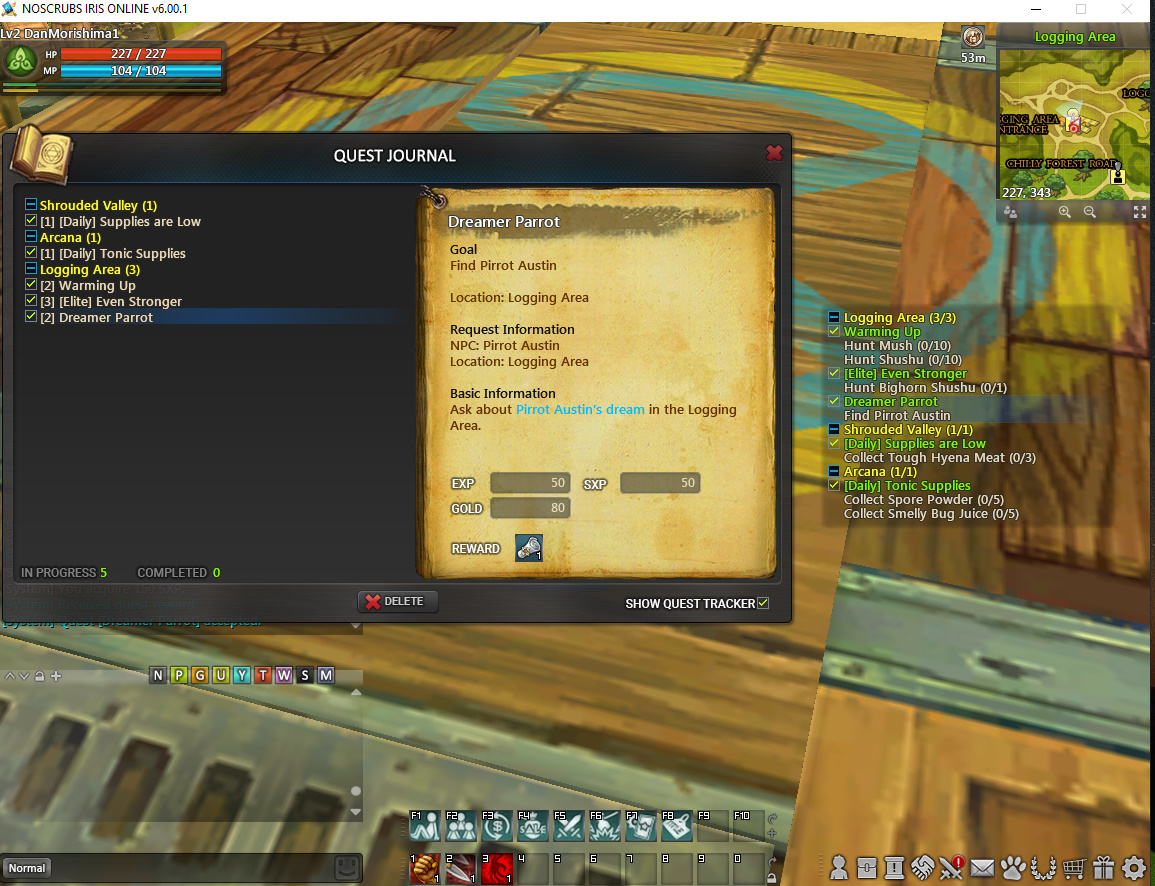 NOSCRUBS IRIS ONLINE v6.00.1
Lv2 DanMorishima1
HP 227 / 227
MP 104 / 104
53m
Logging Area
CHILLY FOREST ROAD
227, 343
QUEST JOURNAL
Shrouded Valley (1)
[1] [Daily] Supplies are Low
Arcana (1)
[1] [Daily] Tonic Supplies
Logging Area (3)
[2] Warming Up
[3] [Elite] Even Stronger
[2] Dreamer Parrot
Dreamer Parrot
Goal
Find Pirrot Austin
Location: Logging Area
Request Information
NPC: Pirrot Austin
Location: Logging Area
Basic Information
Ask about Pirrot Austin's dream in the Logging
Area.
EXP 50 SXP 50
GOLD 80
REWARD 1
IN PROGRESS 5 COMPLETED 0
DELETE
SHOW QUEST TRACKER
Logging Area (3/3)
Warming Up
Hunt Mush (0/10)
Hunt Shushu (0/10)
[Elite] Even Stronger
Hunt Bighorn Shushu (0/1)
Dreamer Parrot
Find Pirrot Austin
Shrouded Valley (1/1)
[Daily] Supplies are Low
Collect Tough Hyena Meat (0/3)
Arcana (1/1)
[Daily] Tonic Supplies
Collect Spore Powder (0/5)
Collect Smelly Bug Juice (0/5)
[System] Quest [Dreamer Parrot] accepted.
N P G U Y T W S M
F1 F2 F3 F4 F5 F6 F7 F8 F9 F10
SALE
1 2 3 4 5 6 7 8 9 0
1 1 1
Normal